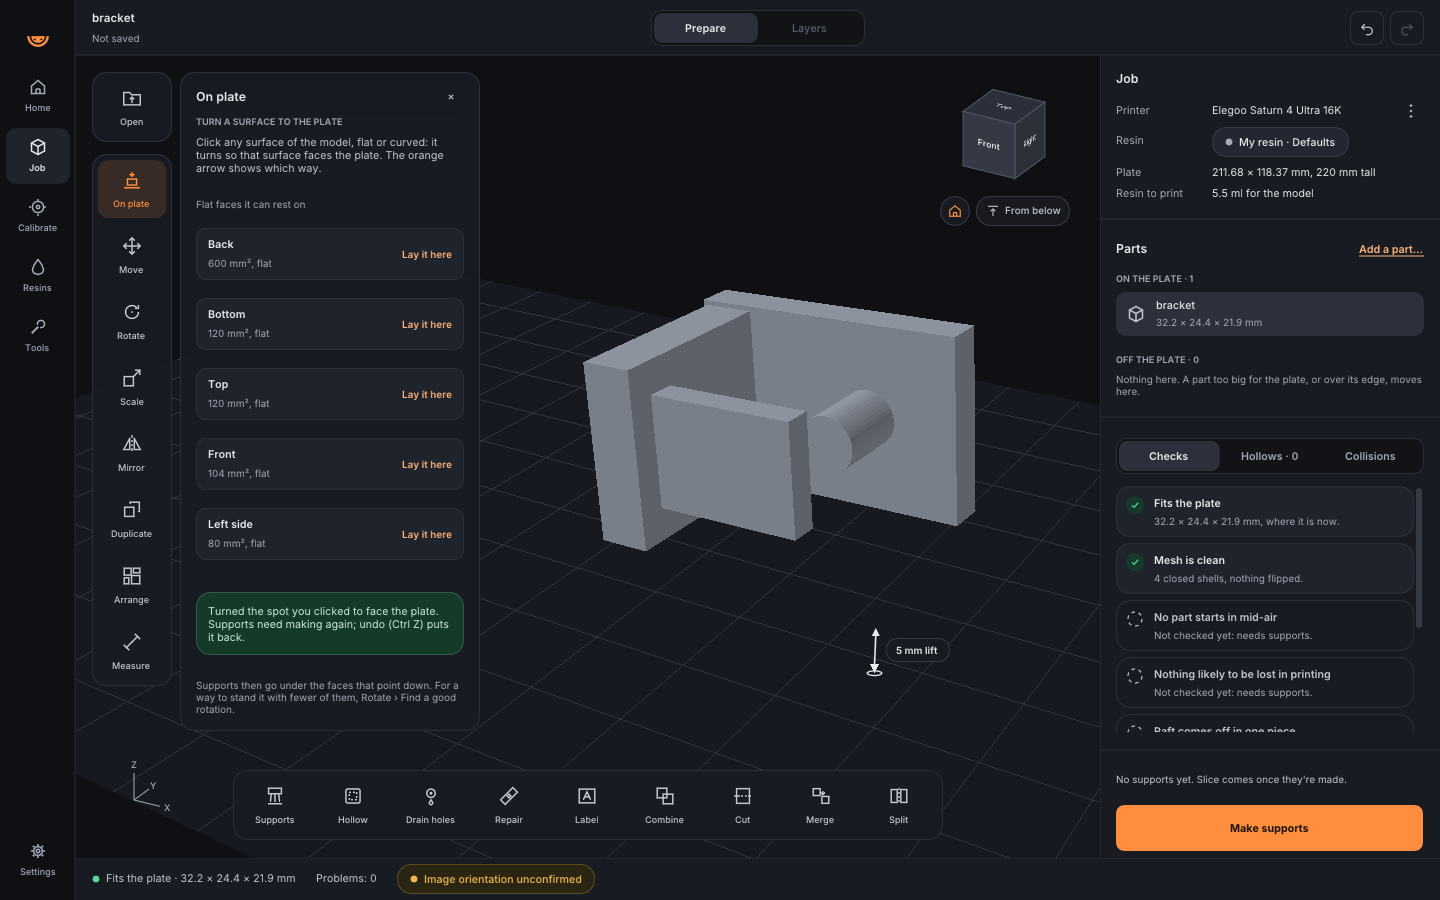 bracket
Not saved
Prepare
Layers
Home
Job
Calibrate
Resins
Tools
Settings
Open
On plate
Move
Rotate
Scale
Mirror
Duplicate
Arrange
Measure
On plate
TURN A SURFACE TO THE PLATE
Click any surface of the model, flat or curved: it
turns so that surface faces the plate. The orange
arrow shows which way.
Flat faces it can rest on
Back
600 mm², flat
Lay it here
Bottom
120 mm², flat
Lay it here
Top
120 mm², flat
Lay it here
Front
104 mm², flat
Lay it here
Left side
80 mm², flat
Lay it here
Turned the spot you clicked to face the plate.
Supports need making again; undo (Ctrl Z) puts
it back.
Supports then go under the faces that point down. For a
way to stand it with fewer of them, Rotate › Find a good
rotation.
Top
Front
Right
From below
5 mm lift
Z
Y
X
Supports
Hollow
Drain holes
Repair
Label
Combine
Cut
Merge
Split
Job
Printer
Elegoo Saturn 4 Ultra 16K
Resin
My resin · Defaults
Plate
211.68 × 118.37 mm, 220 mm tall
Resin to print
5.5 ml for the model
Parts
Add a part...
ON THE PLATE · 1
bracket
32.2 × 24.4 × 21.9 mm
OFF THE PLATE · 0
Nothing here. A part too big for the plate, or over its edge, moves
here.
Checks
Hollows · 0
Collisions
Fits the plate
32.2 × 24.4 × 21.9 mm, where it is now.
Mesh is clean
4 closed shells, nothing flipped.
No part starts in mid-air
Not checked yet: needs supports.
Nothing likely to be lost in printing
Not checked yet: needs supports.
Raft comes off in one piece
No supports yet. Slice comes once they're made.
Make supports
Fits the plate · 32.2 × 24.4 × 21.9 mm
Problems: 0
Image orientation unconfirmed